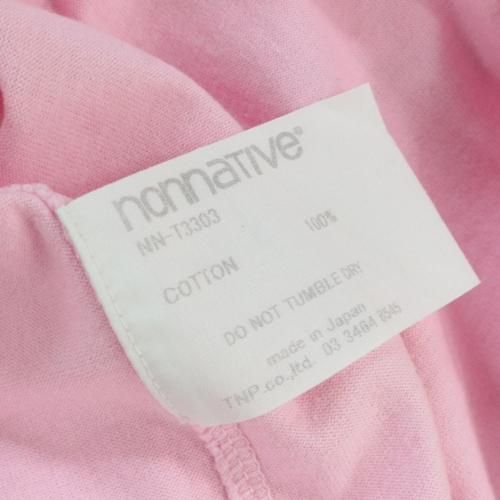 nonnative
NN-T3303
COTTON 100%
DO NOT TUMBLE DRY
made in Japan
TNP.co.,ltd. 03 3464 8545